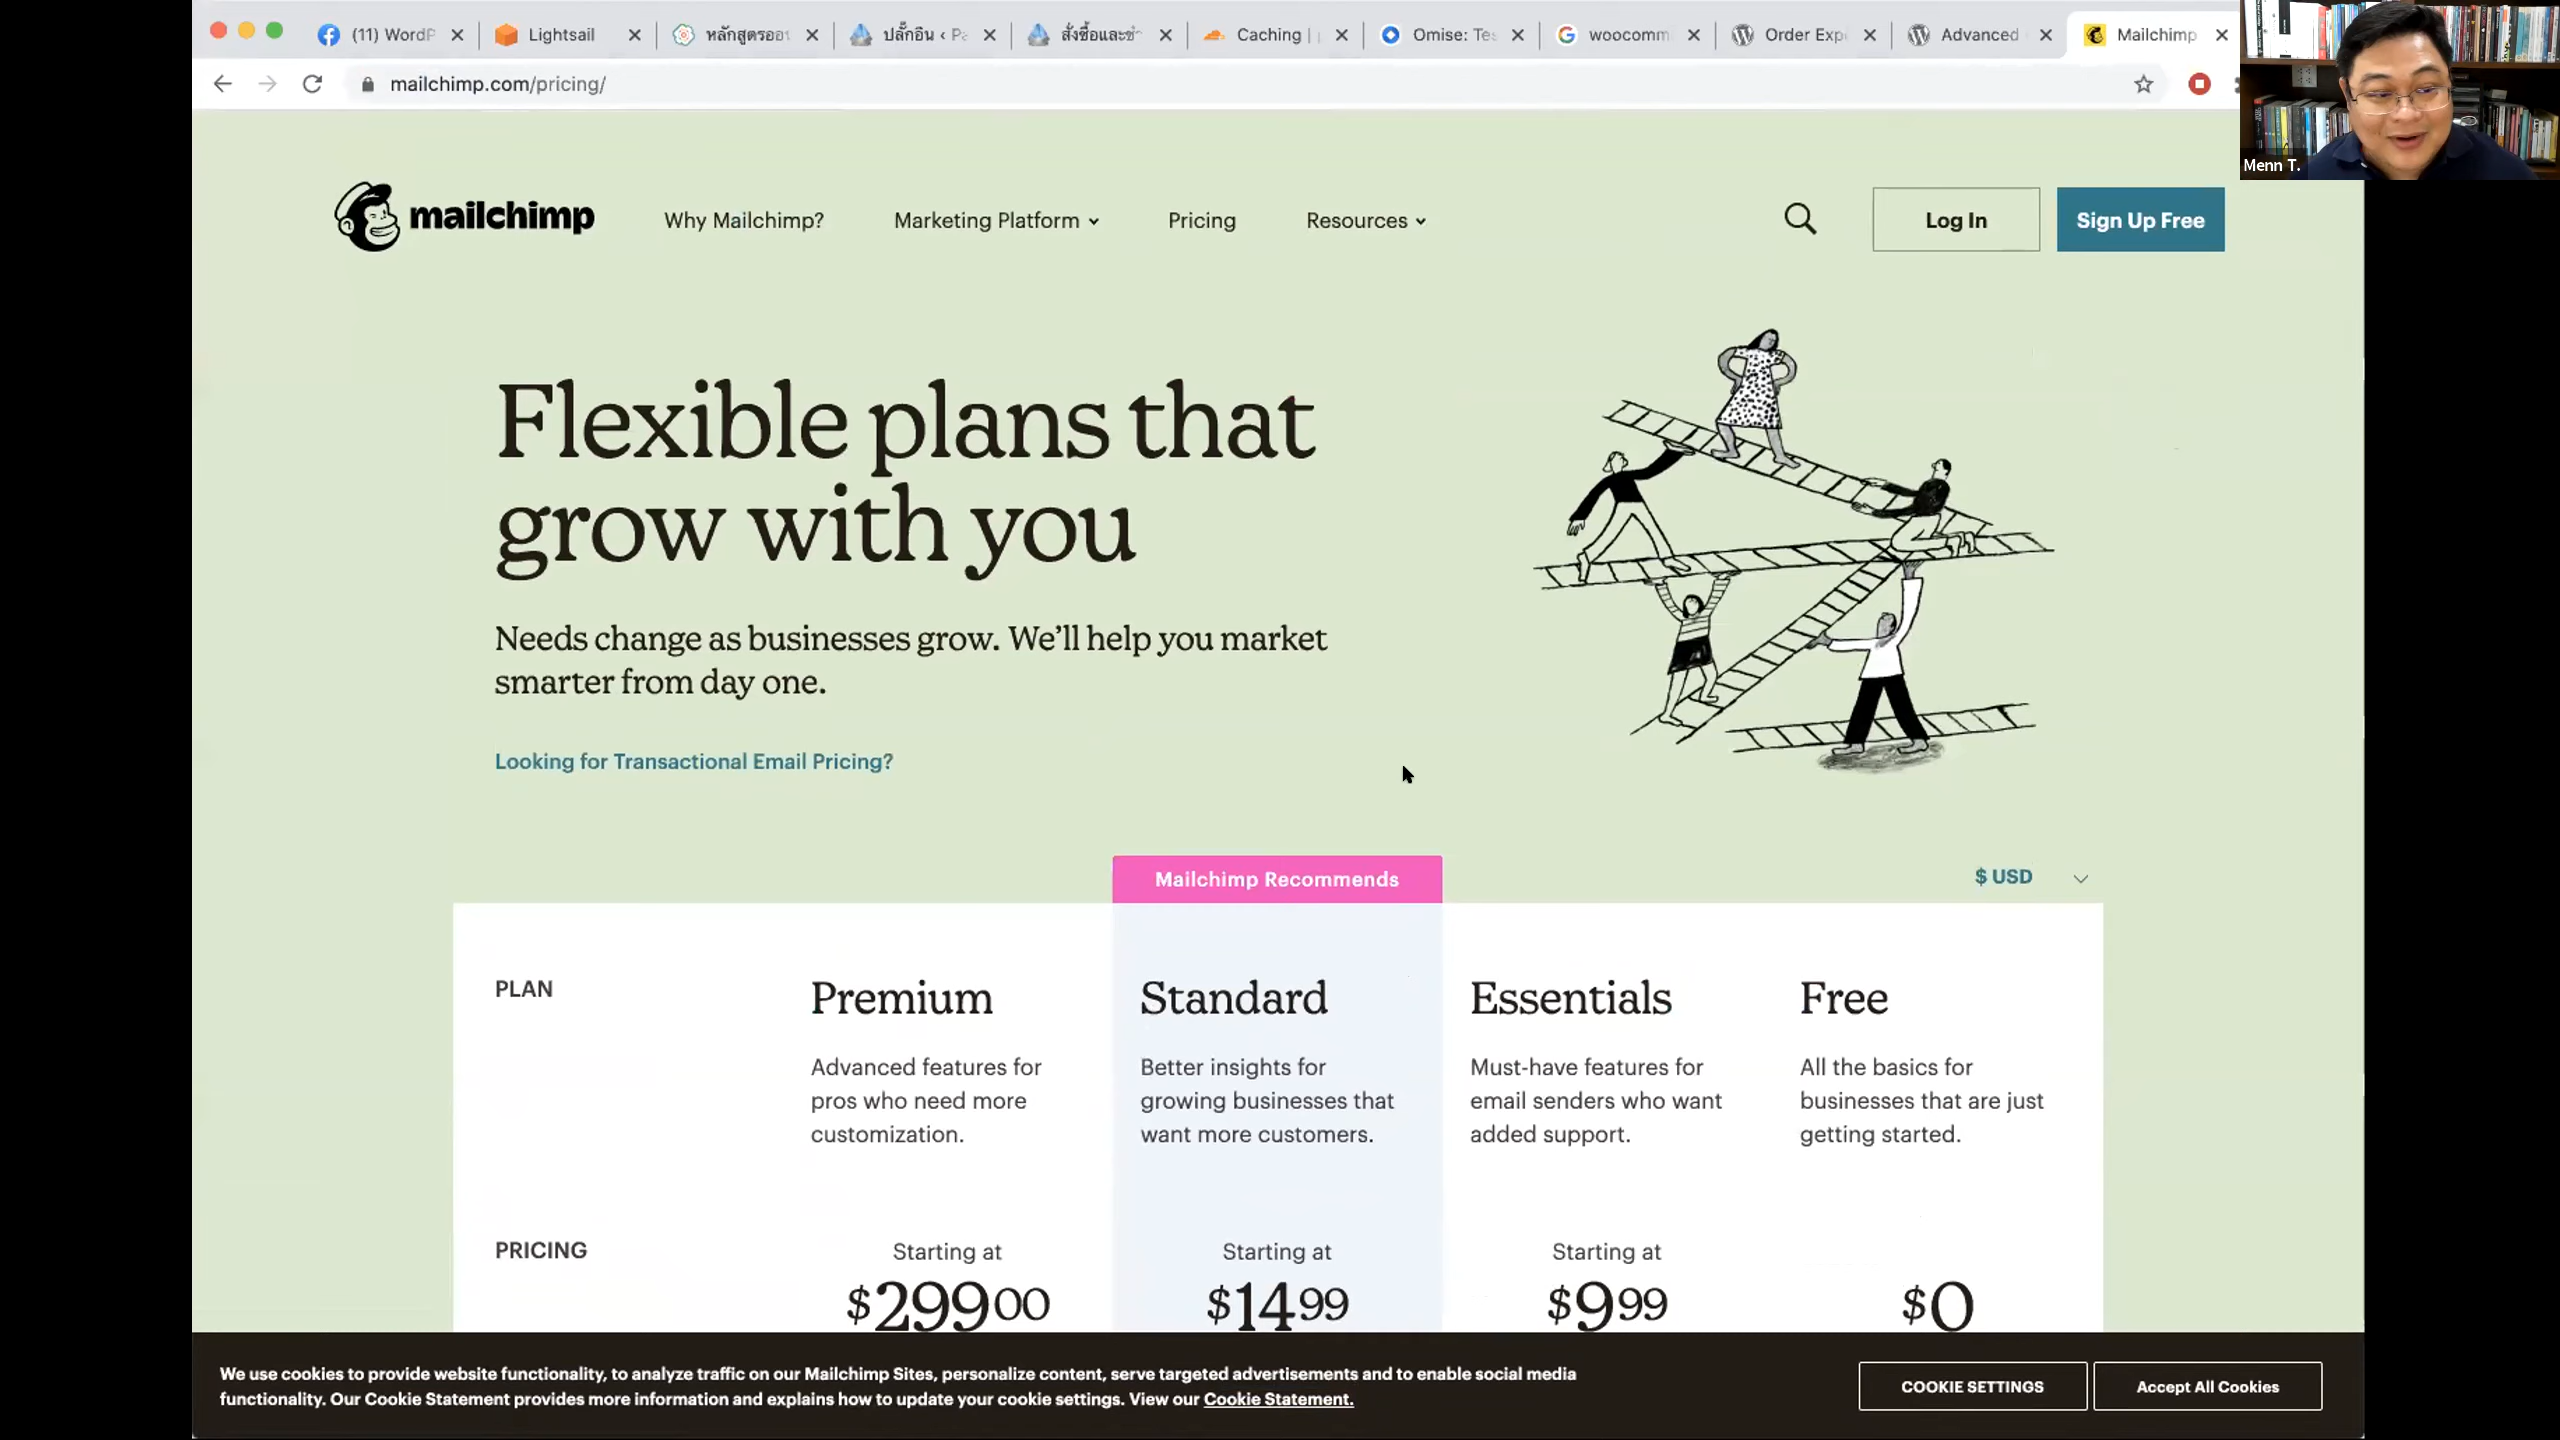 (11) WordP
Lightsail
หลักสูตรออน
ปลั๊กอิน ‹ Pa
สั่งซื้อและชำ
Caching |
Omise: Tes
woocomm
Order Exp
Advanced
Mailchimp
mailchimp.com/pricing/
Menn T.
mailchimp
Why Mailchimp?
Marketing Platform
Pricing
Resources
Log In
Sign Up Free
Flexible plans that
grow with you
Needs change as businesses grow. We’ll help you market
smarter from day one.
Looking for Transactional Email Pricing?
Mailchimp Recommends
$ USD
PLAN
Premium
Standard
Essentials
Free
Advanced features for
pros who need more
customization.
Better insights for
growing businesses that
want more customers.
Must-have features for
email senders who want
added support.
All the basics for
businesses that are just
getting started.
PRICING
Starting at
$299 00
Starting at
$14 99
Starting at
$9 99
$0
We use cookies to provide website functionality, to analyze traffic on our Mailchimp Sites, personalize content, serve targeted advertisements and to enable social media
functionality. Our Cookie Statement provides more information and explains how to update your cookie settings. View our Cookie Statement.
COOKIE SETTINGS
Accept All Cookies